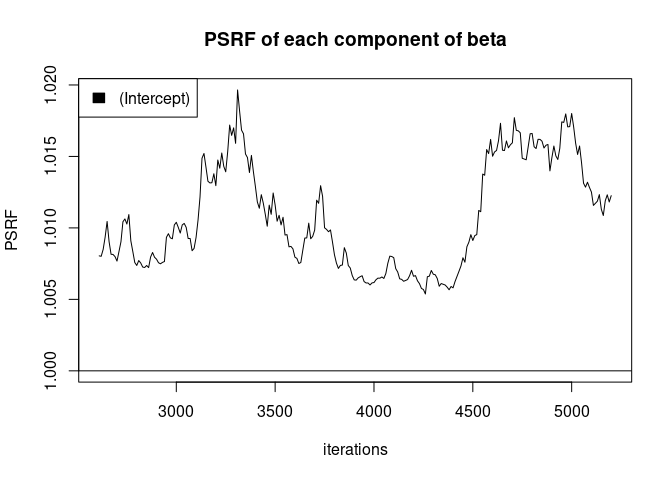 PSRF of each component of beta
(Intercept)
PSRF
1.020
1.015
1.010
1.005
1.000
3000 3500 4000 4500 5000
iterations